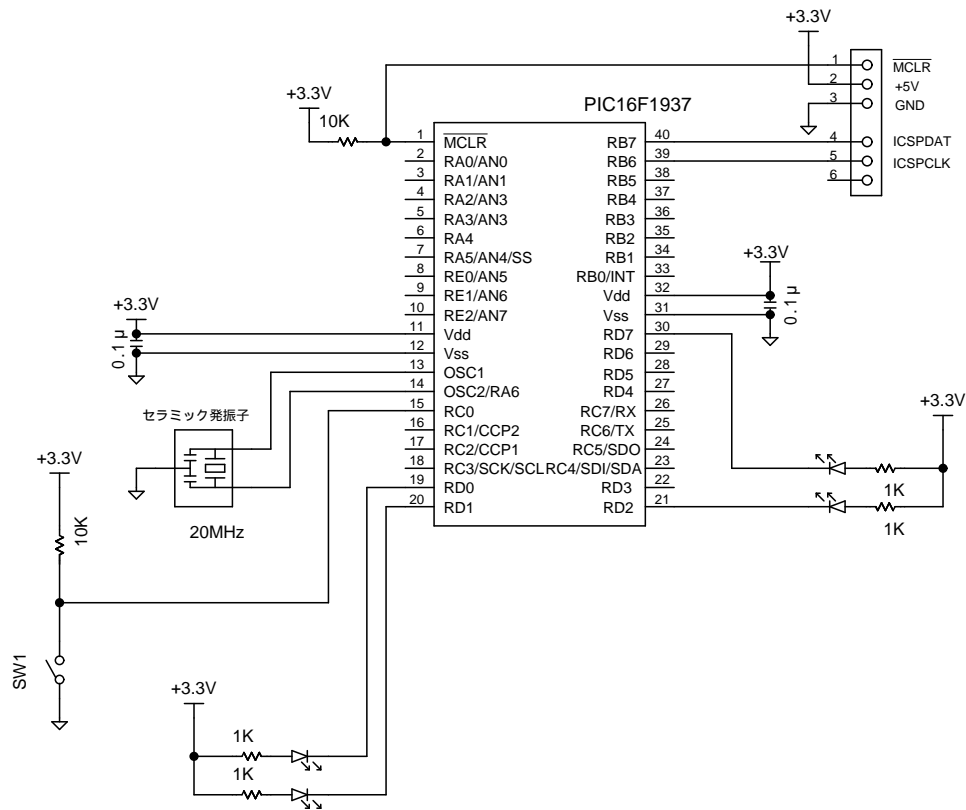 +3.3V
1
MCLR
2
+5V
3
GND
4
ICSPDAT
5
ICSPCLK
6
+3.3V
10K
PIC16F1937
1
MCLR
2
RA0/AN0
3
RA1/AN1
4
RA2/AN3
5
RA3/AN3
6
RA4
7
RA5/AN4/SS
8
RE0/AN5
9
RE1/AN6
10
RE2/AN7
11
Vdd
12
Vss
13
OSC1
14
OSC2/RA6
15
RC0
16
RC1/CCP2
17
RC2/CCP1
18
RC3/SCK/SCL
19
RD0
20
RD1
RB7
40
RB6
39
RB5
38
RB4
37
RB3
36
RB2
35
RB1
34
RB0/INT
33
Vdd
32
Vss
31
RD7
30
RD6
29
RD5
28
RD4
27
RC7/RX
26
RC6/TX
25
RC5/SDO
24
RC4/SDI/SDA
23
RD3
22
RD2
21
+3.3V
0.1μ
+3.3V
0.1μ
セラミック発振子
20MHz
+3.3V
10K
SW1
+3.3V
1K
1K
+3.3V
1K
1K